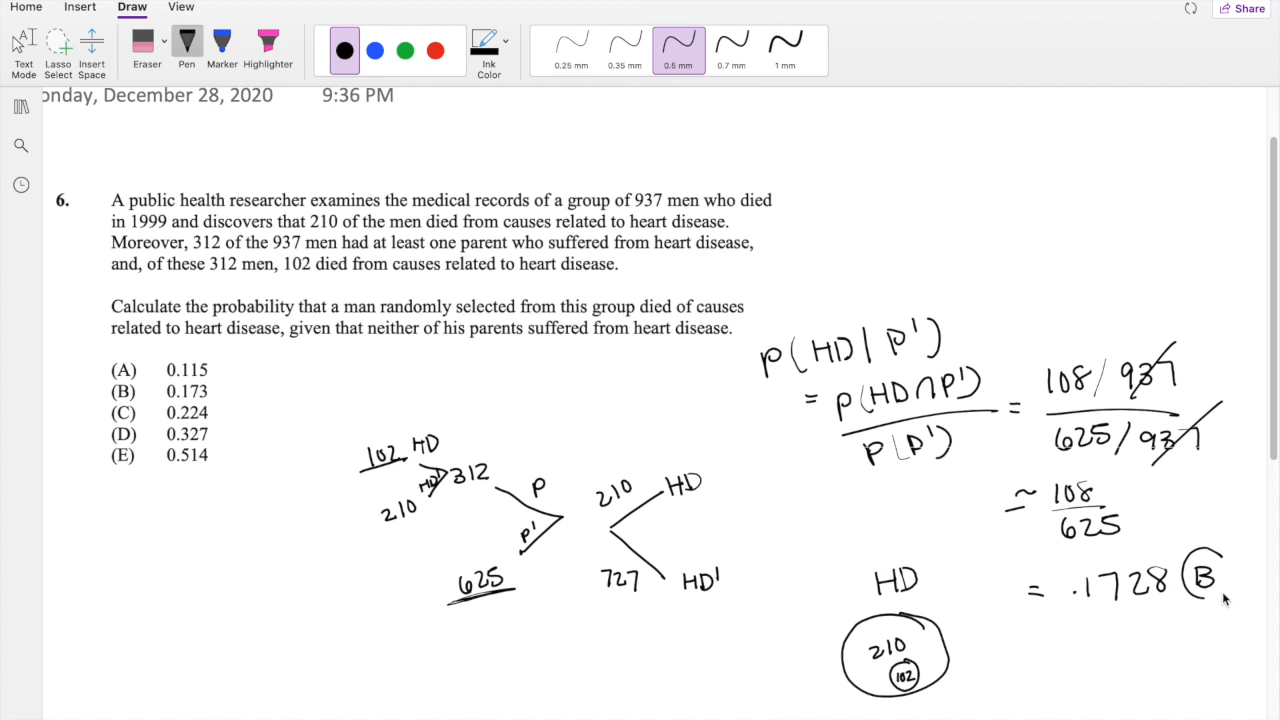 Home Insert Draw View
Share
Text Mode
Lasso Select
Insert Space
Eraser
Pen
Marker
Highlighter
Ink Color
0.25 mm
0.35 mm
0.5 mm
0.7 mm
1 mm
onday, December 28, 2020 9:36 PM
6. A public health researcher examines the medical records of a group of 937 men who died
in 1999 and discovers that 210 of the men died from causes related to heart disease.
Moreover, 312 of the 937 men had at least one parent who suffered from heart disease,
and, of these 312 men, 102 died from causes related to heart disease.
Calculate the probability that a man randomly selected from this group died of causes
related to heart disease, given that neither of his parents suffered from heart disease.
(A) 0.115
(B) 0.173
(C) 0.224
(D) 0.327
(E) 0.514
102 HD
HD'
312
210
P
P'
625
210 HD
727 HD'
P(HD|P')
= P(HD∩P')
P(P')
= 108/937
625/937
≃ 108
625
= .1728 B
HD
210
102